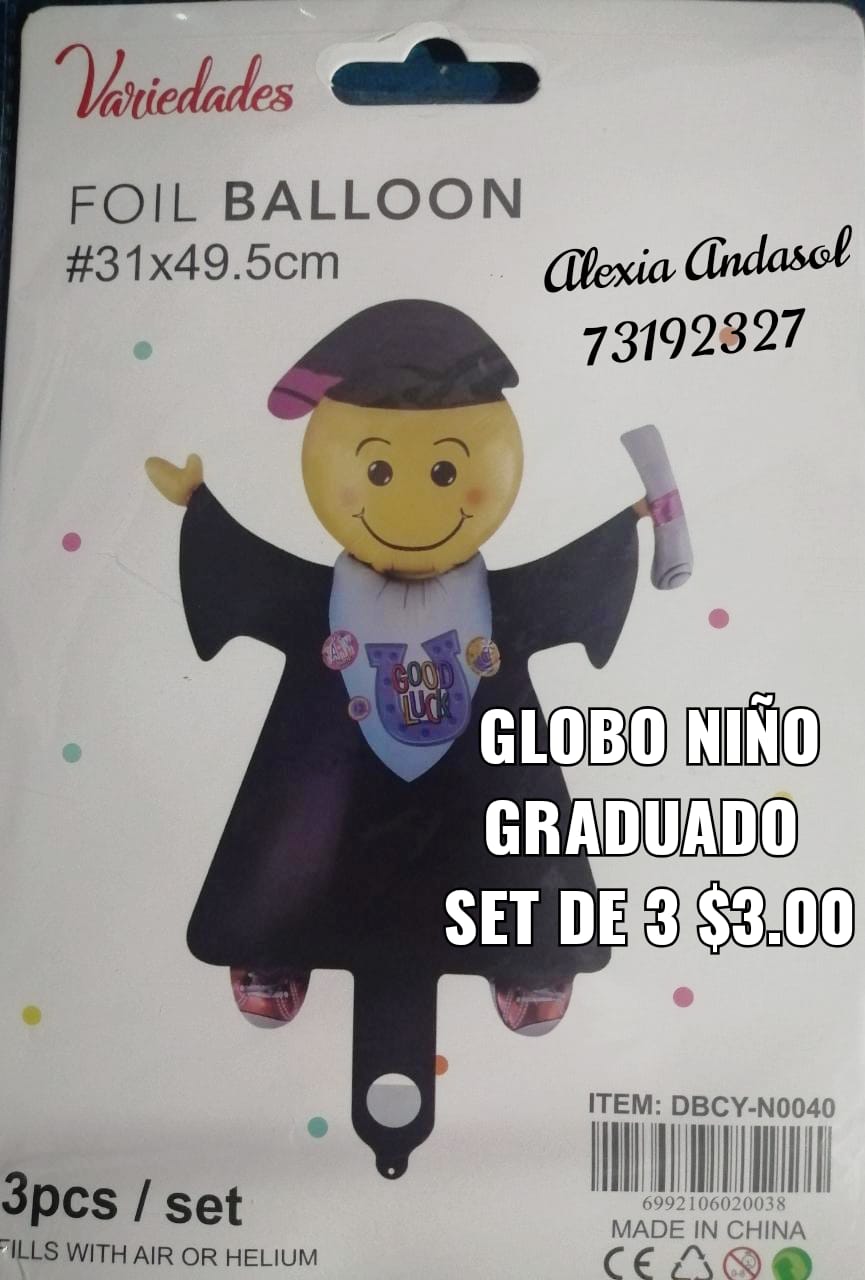 Variedades
FOIL BALLOON
#31x49.5cm
Alexia Andasol
73192327
GOOD
LUCK
GLOBO NIÑO
GRADUADO
SET DE 3 $3.00
ITEM: DBCY-N0040
6992106020038
MADE IN CHINA
3pcs / set
FILLS WITH AIR OR HELIUM
CE